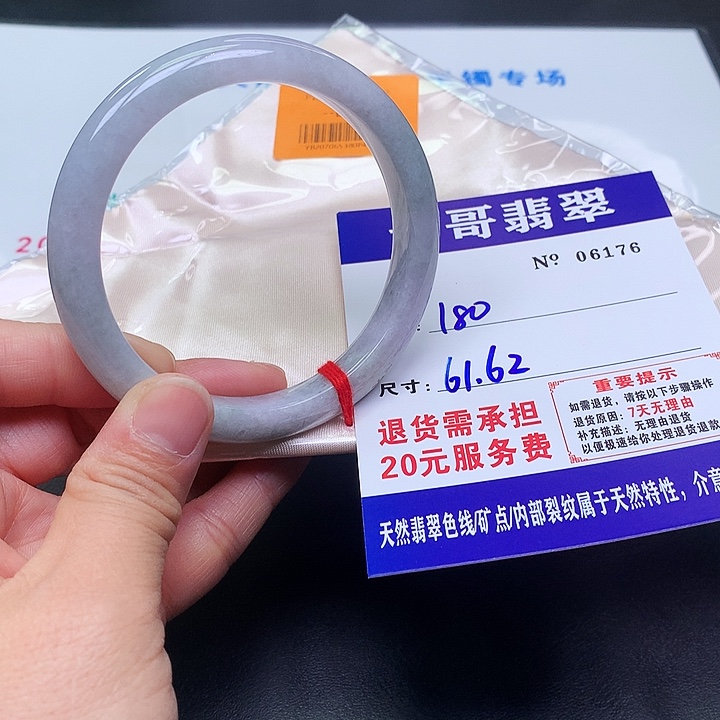 镯专场
哥翡翠
Nº 06176
180
尺寸: 61.62
重要提示
如需退货，请按以下步骤操作
退货原因: 7天无理由
补充描述: 无理由退货
以便极速给你处理退货退款
退货需承担
20元服务费
天然翡翠色线/矿点/内部裂纹属于天然特性，介意